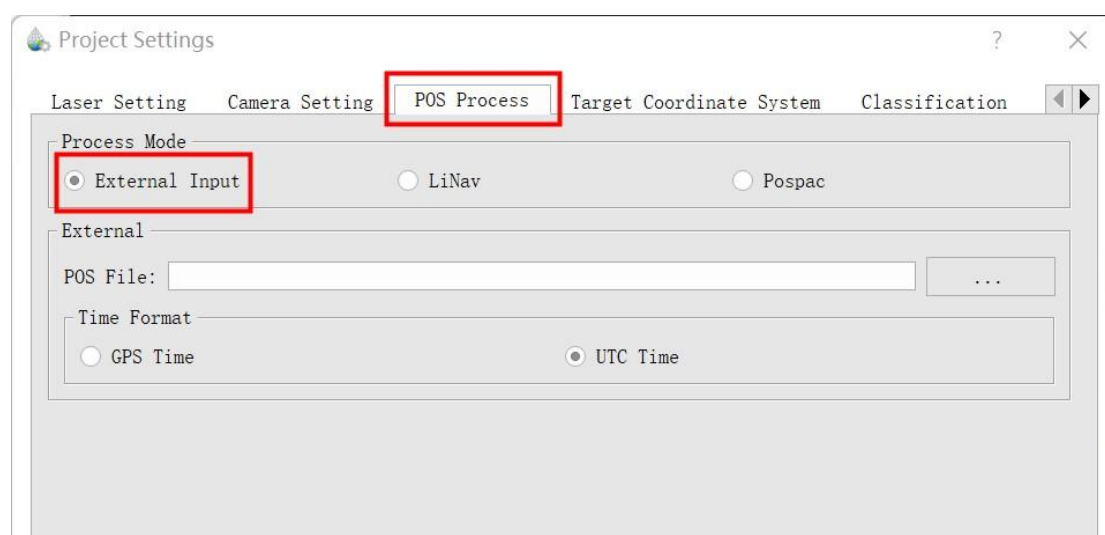 Project Settings
Laser Setting Camera Setting POS Process Target Coordinate System Classification
Process Mode
External Input LiNav Pospac
External
POS File: ...
Time Format
GPS Time UTC Time